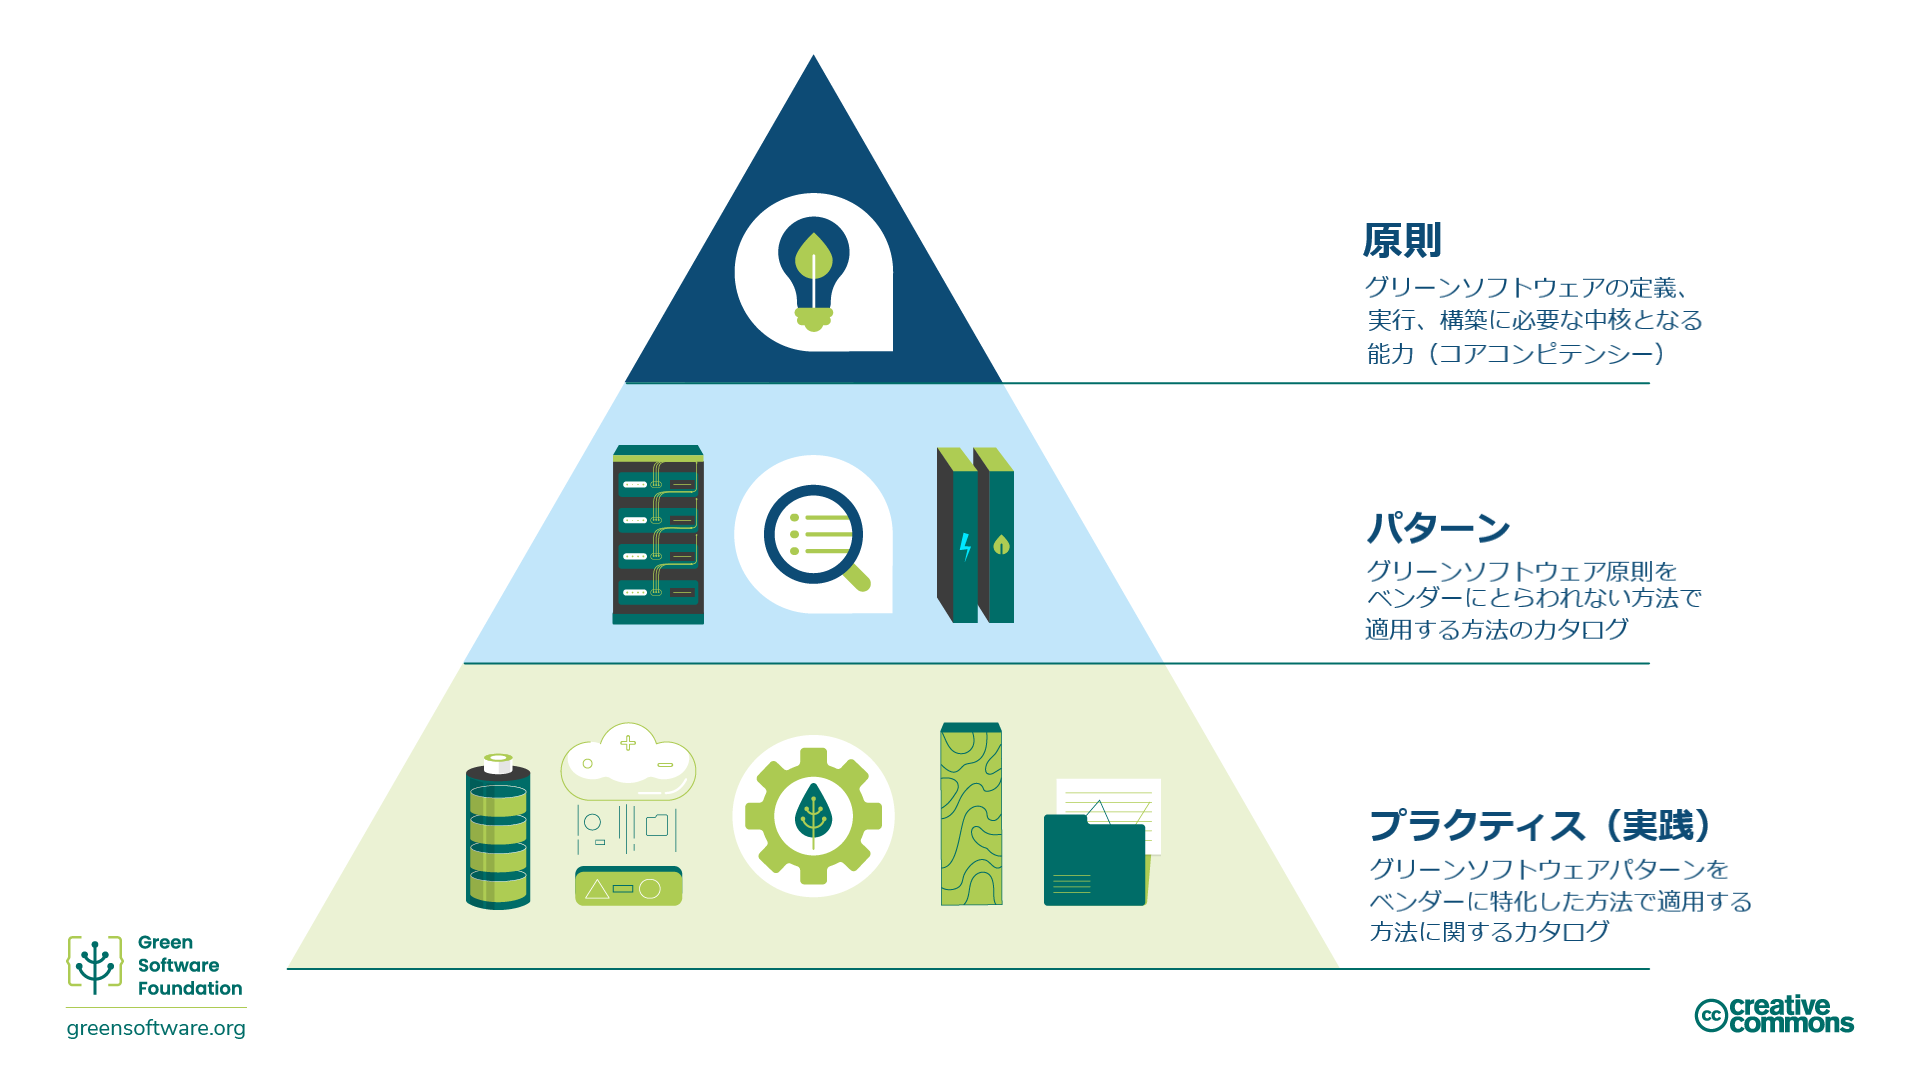 原則
グリーンソフトウェアの定義、
実行、構築に必要な中核となる
能力（コアコンピテンシー）
パターン
グリーンソフトウェア原則を
ベンダーにとらわれない方法で
適用する方法のカタログ
プラクティス（実践）
グリーンソフトウェアパターンを
ベンダーに特化した方法で適用する
方法に関するカタログ
Green
Software
Foundation
greensoftware.org
cc creative
commons